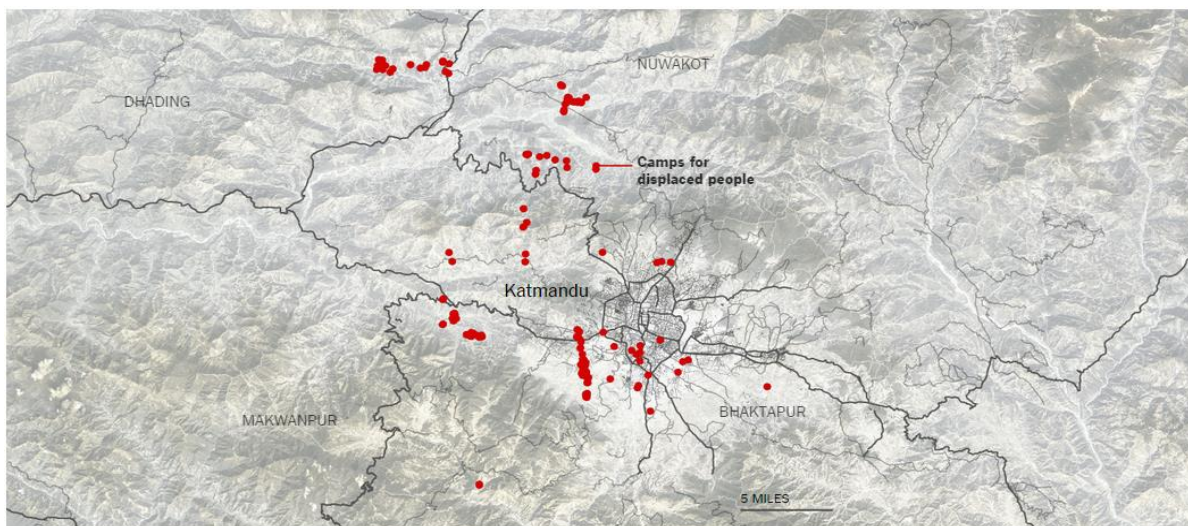 NUWAKOT
DHADING
Camps for
displaced people
Katmandu
MAKWANPUR
BHAKTAPUR
5 MILES